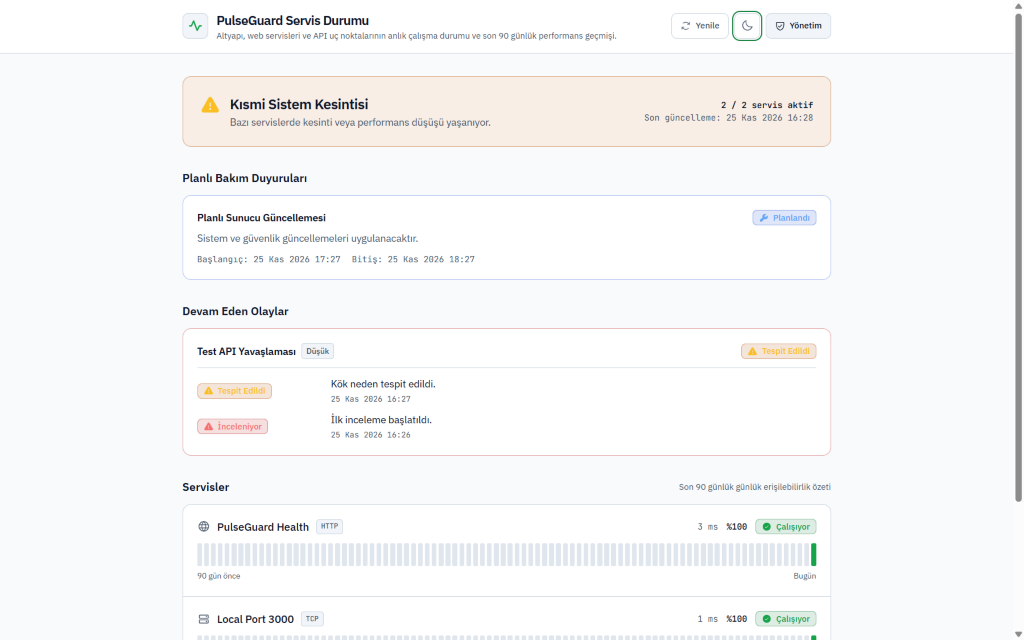 PulseGuard Servis Durumu
Altyapı, web servisleri ve API uç noktalarının anlık çalışma durumu ve son 90 günlük performans geçmişi.
Yenile
Yönetim
Kısmi Sistem Kesintisi
Bazı servislerde kesinti veya performans düşüşü yaşanıyor.
2 / 2 servis aktif
Son güncelleme: 25 Kas 2026 16:28
Planlı Bakım Duyuruları
Planlı Sunucu Güncellemesi
Planlandı
Sistem ve güvenlik güncellemeleri uygulanacaktır.
Başlangıç: 25 Kas 2026 17:27 Bitiş: 25 Kas 2026 18:27
Devam Eden Olaylar
Test API Yavaşlaması Düşük
Tespit Edildi
Tespit Edildi
Kök neden tespit edildi.
25 Kas 2026 16:27
İnceleniyor
İlk inceleme başlatıldı.
25 Kas 2026 16:26
Servisler
Son 90 günlük günlük erişilebilirlik özeti
PulseGuard Health HTTP
3 ms %100 Çalışıyor
90 gün önce
Bugün
Local Port 3000 TCP
1 ms %100 Çalışıyor